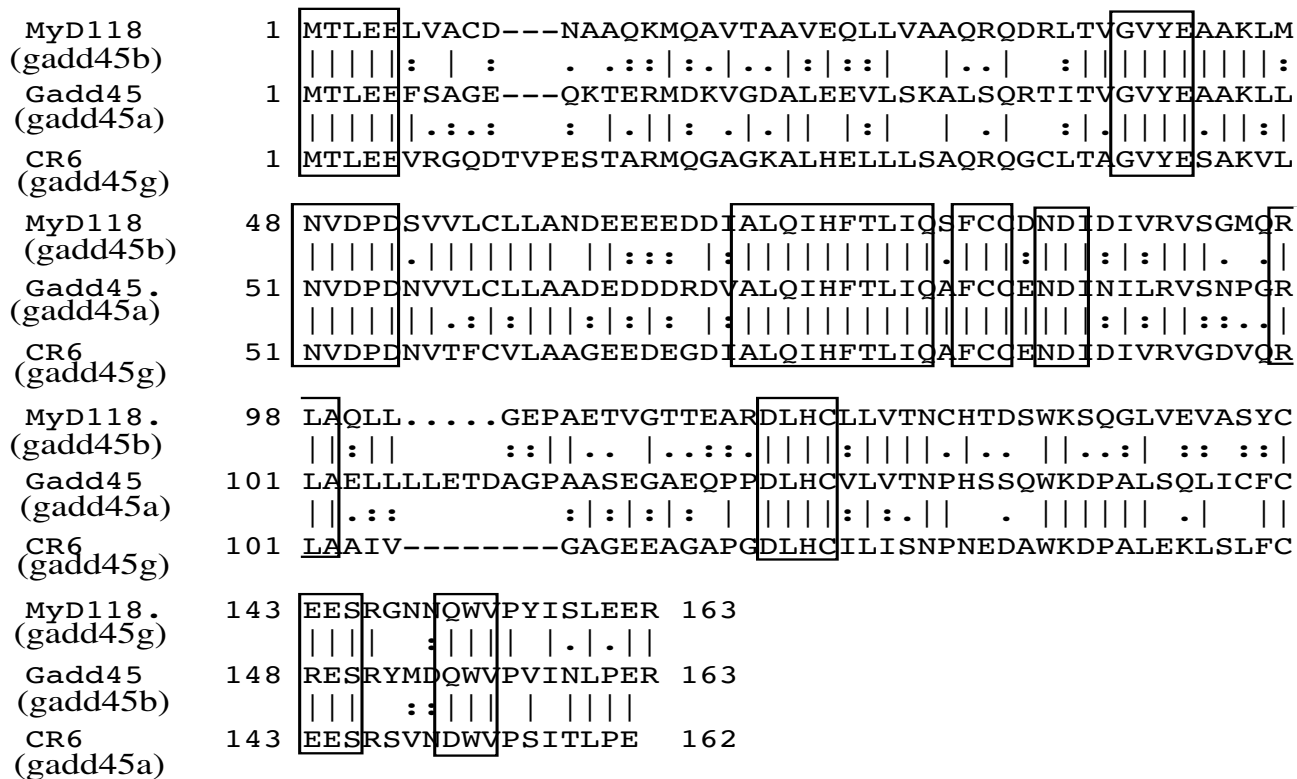 MyD118 1 MTLEELVACD---NAAQKMQAVTAAVEQLLVAAQRQDRLTVGVYEAAKLM
(gadd45b) |||||: | : . .::|:.|..|:|::| |..| :||||||||||:
Gadd45 1 MTLEEFSAGE---QKTERMDKVGDALEEVLSKALSQRTITVGVYEAAKLL
(gadd45a) ||||||.:.: : |.||: .|| |:| | .| :|.||||.||:|
CR6 1 MTLEEVRGQDTVPESTARMQGAGKALHELLLSAQRQGCLTAGVYESAKVL
(gadd45g)
MyD118 48 NVDPDSVVLCLLANDEEEEDDIALQIHFTLIQSFCCDNDIDIVRVSGMQR
(gadd45b) |||||.||||||| ||::: |:||||||||||.|||:|||:|:||| . .|
Gadd45. 51 NVDPDNVVLCLLAADEDDDRDVALQIHFTLIQAFCCENDINILRVSNPGR
(gadd45a) |||||||.:|:|||:|:|: |:||||||||||||||||||:|:||::..|
CR6 51 NVDPDNVTFCVLAAGEEDEGDIALQIHFTLIQAFCCENDIDIVRVGDVQR
(gadd45g)
MyD118. 98 LAQLL.....GEPAETVGTTEARDLHCLLVTNCHTDSWKSQGLVEVASYC
(gadd45b) ||:|| ::||.. |..::.||||:||||.|.. ||..:| ::
Gadd45 101 LAELLLLETDAGPAASEGAEQPPDLHCVLVTNPHSSQWKDPALSQLICFC
(gadd45a) ||.:: :|:|:|: | ||||:|:.|| . |||||| .| ||
CR6 101 LAAIV--------GAGEEAGAPGDLHCILISNPNEDAWKDPALEKLSLFC
(gadd45g)
MyD118. 143 EESRGNNQWVPYISLEER 163
(gadd45g) |||| :|||| |.|.||
Gadd45 148 RESRYMDQWVPVINLPER 163
(gadd45b) ||| ::||| | ||||
CR6 143 EESRSVNDWVPSITLPE 162
(gadd45a)